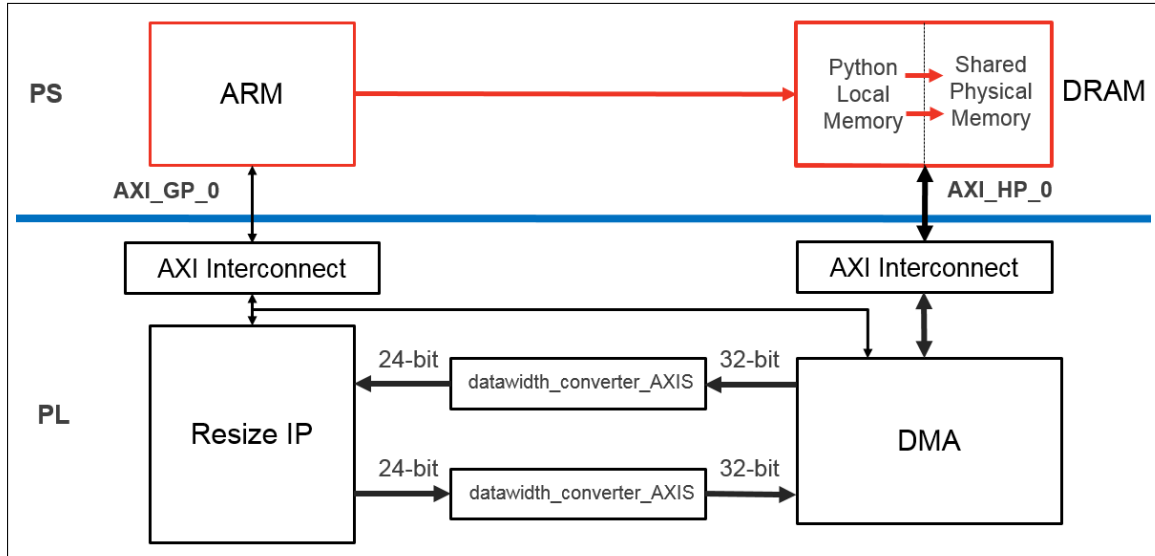 PS
ARM
Python
Local
Memory
Shared
Physical
Memory
DRAM
AXI_GP_0
AXI_HP_0
AXI Interconnect
AXI Interconnect
PL
Resize IP
24-bit
datawidth_converter_AXIS
32-bit
24-bit
datawidth_converter_AXIS
32-bit
DMA